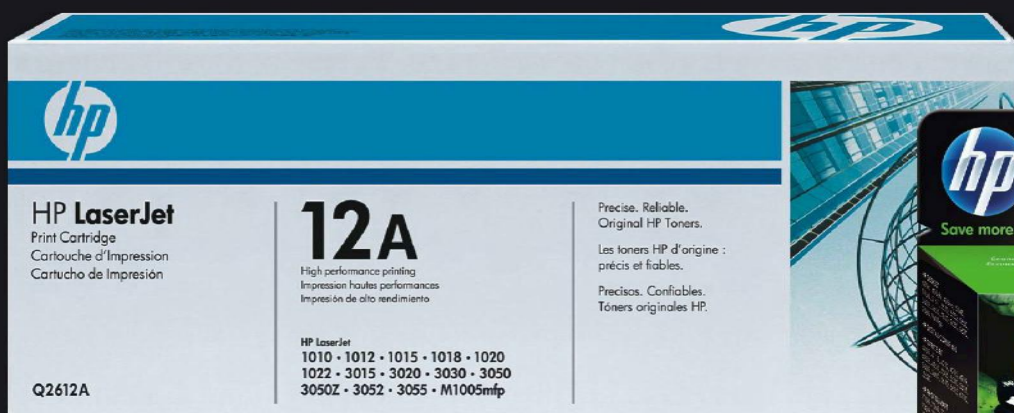 hp
hp
HP LaserJet
Print Cartridge
Cartouche d'Impression
Cartucho de Impresión
Q2612A
12A
High performance printing
Impression hautes performances
Impresión de alto rendimiento
HP LaserJet
1010 • 1012 • 1015 • 1018 • 1020
1022 • 3015 • 3020 • 3030 • 3050
3050Z • 3052 • 3055 • M1005mfp
Precise. Reliable.
Original HP Toners.
Les toners HP d'origine :
précis et fiables.
Precisos. Confiables.
Tóners originales HP.
hp
Save more